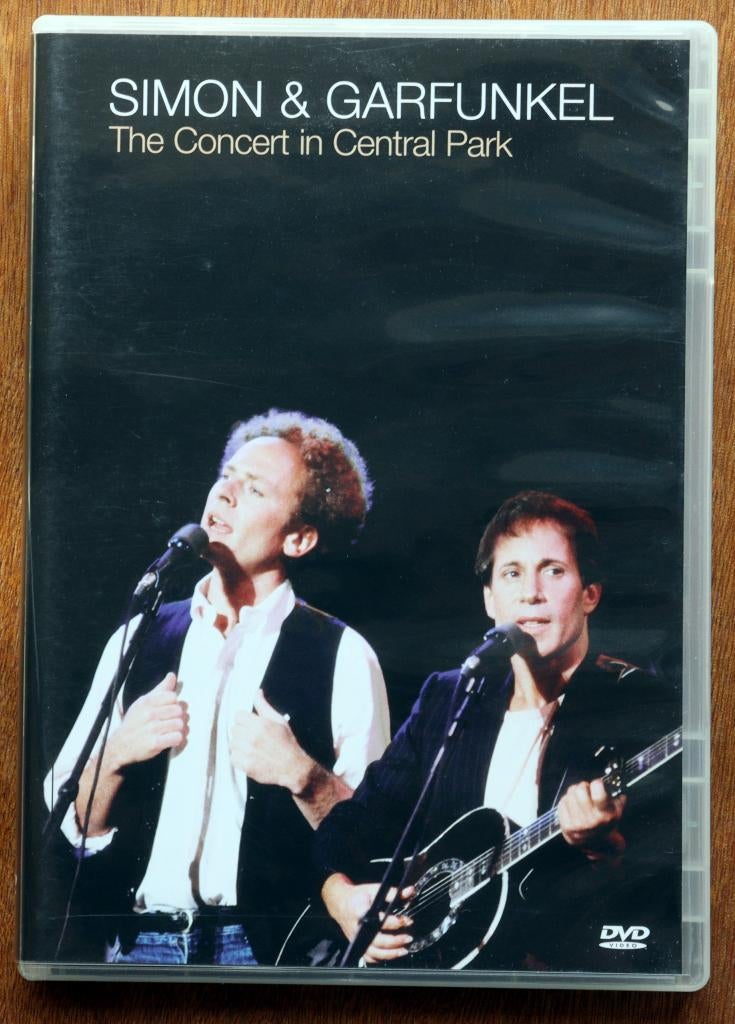 SIMON & GARFUNKEL
The Concert in Central Park
DVD
VIDEO